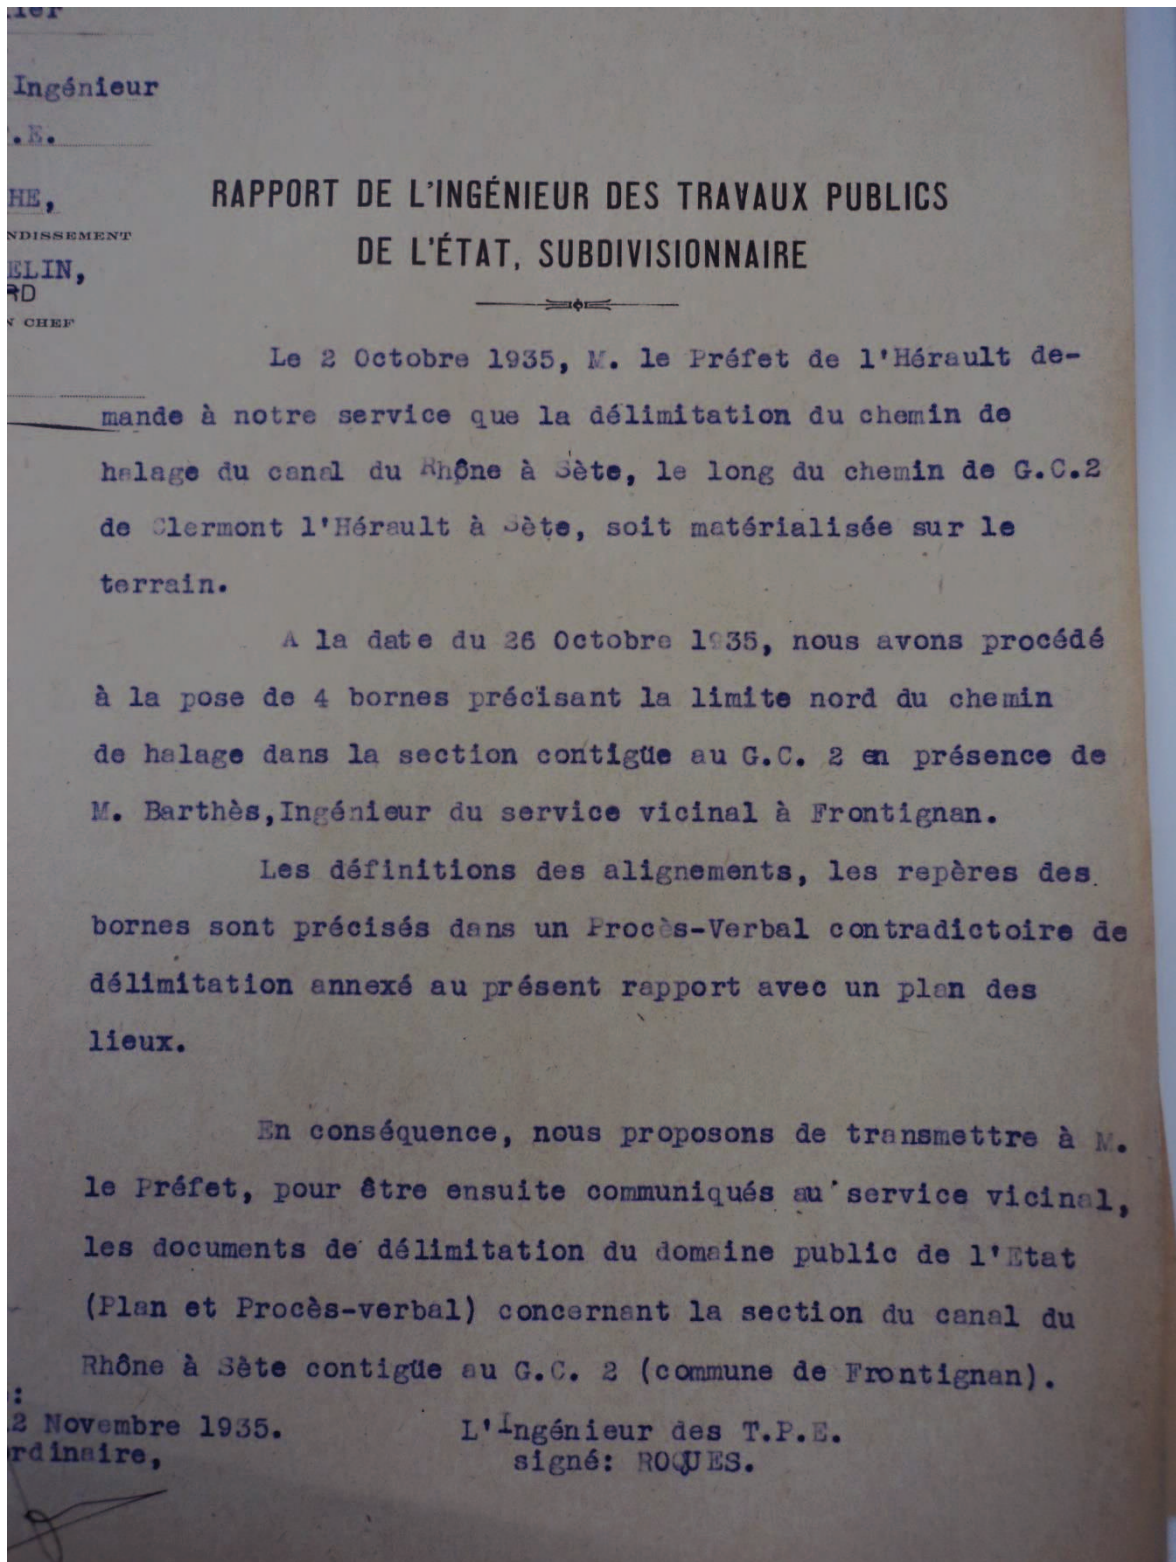 Ingénieur
.E.
HE,
NDISSEMENT
ELIN,
RD
N CHEF
RAPPORT DE L'INGÉNIEUR DES TRAVAUX PUBLICS
DE L'ÉTAT, SUBDIVISIONNAIRE
Le 2 Octobre 1935, M. le Préfet de l'Hérault de-
mande à notre service que la délimitation du chemin de
halage du canal du Rhône à Sète, le long du chemin de G.C.2
de Clermont l'Hérault à Sète, soit matérialisée sur le
terrain.
A la date du 26 Octobre 1935, nous avons procédé
à la pose de 4 bornes précisant la limite nord du chemin
de halage dans la section contigüe au G.C. 2 en présence de
M. Barthès,Ingénieur du service vicinal à Frontignan.
Les définitions des alignements, les repères des
bornes sont précisés dans un Procès-Verbal contradictoire de
délimitation annexé au présent rapport avec un plan des
lieux.
En conséquence, nous proposons de transmettre à M.
le Préfet, pour être ensuite communiqués au service vicinal,
les documents de délimitation du domaine public de l'Etat
(Plan et Procès-verbal) concernant la section du canal du
Rhône à Sète contigüe au G.C. 2 (commune de Frontignan).
:
2 Novembre 1935.
rdinaire,
L'Ingénieur des T.P.E.
signé: ROQUES.